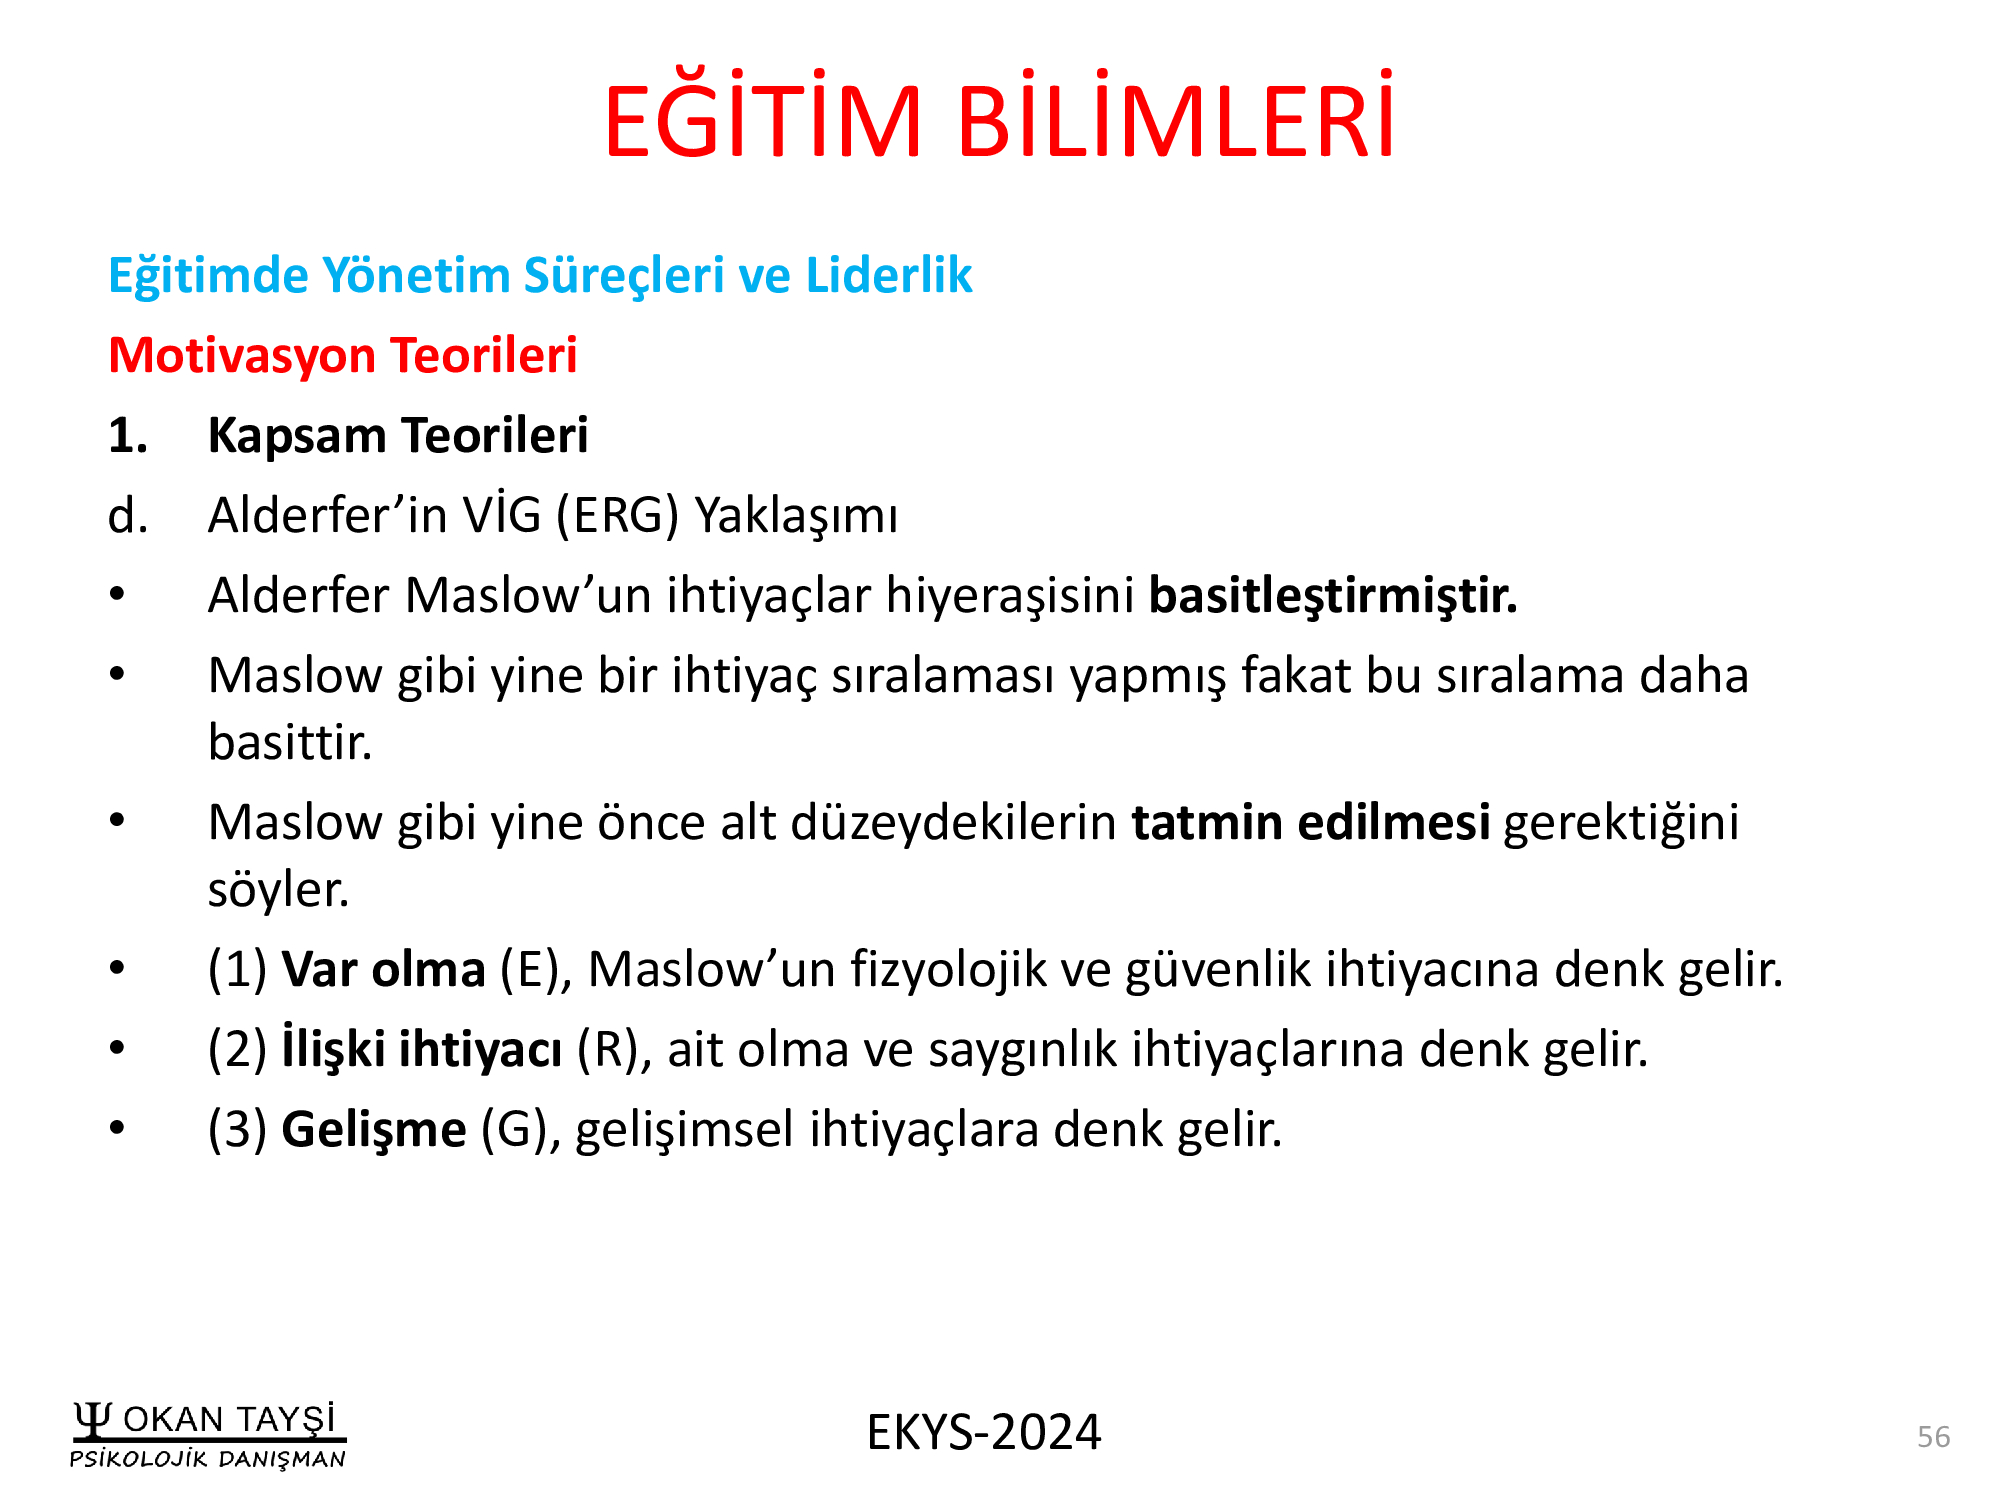 EĞİTİM BİLİMLERİ
Eğitimde Yönetim Süreçleri ve Liderlik
Motivasyon Teorileri
1. Kapsam Teorileri
d. Alderfer’in VİG (ERG) Yaklaşımı
• Alderfer Maslow’un ihtiyaçlar hiyeraşisini basitleştirmiştir.
• Maslow gibi yine bir ihtiyaç sıralaması yapmış fakat bu sıralama daha
basittir.
• Maslow gibi yine önce alt düzeydekilerin tatmin edilmesi gerektiğini
söyler.
• (1) Var olma (E), Maslow’un fizyolojik ve güvenlik ihtiyacına denk gelir.
• (2) İlişki ihtiyacı (R), ait olma ve saygınlık ihtiyaçlarına denk gelir.
• (3) Gelişme (G), gelişimsel ihtiyaçlara denk gelir.
Ψ OKAN TAYŞİ
PSİKOLOJİK DANIŞMAN
EKYS-2024
56